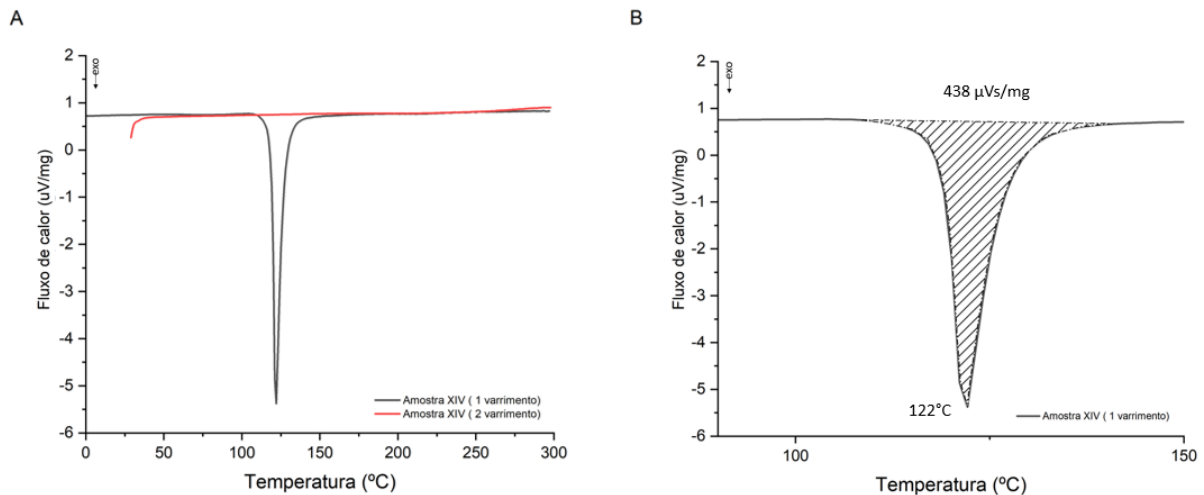 A
B
exo
2
1
0
-1
-2
-3
-4
-5
-6
Fluxo de calor (uV/mg)
0
50
100
150
200
250
300
Temperatura (ºC)
Amostra XIV ( 1 varrimento)
Amostra XIV ( 2 varrimento)
exo
2
1
0
-1
-2
-3
-4
-5
-6
Fluxo de calor (uV/mg)
438 µVs/mg
122°C
Amostra XIV ( 1 varrimento)
100
150
Temperatura (ºC)